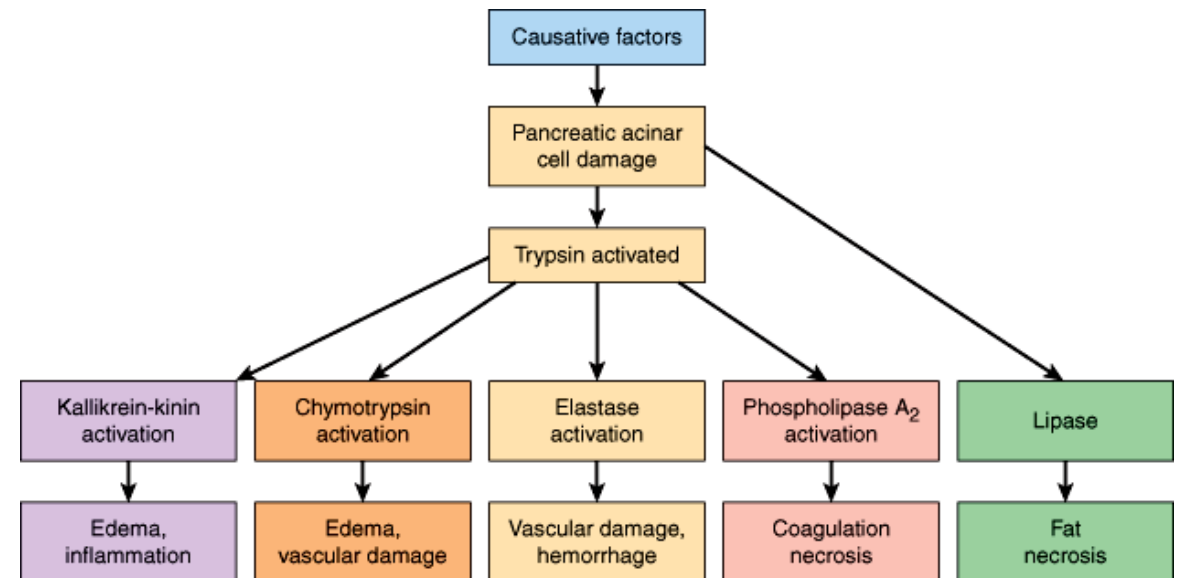 Causative factors
Pancreatic acinar
cell damage
Trypsin activated
Kallikrein-kinin
activation
Chymotrypsin
activation
Elastase
activation
Phospholipase A2
activation
Lipase
Edema,
inflammation
Edema,
vascular damage
Vascular damage,
hemorrhage
Coagulation
necrosis
Fat
necrosis